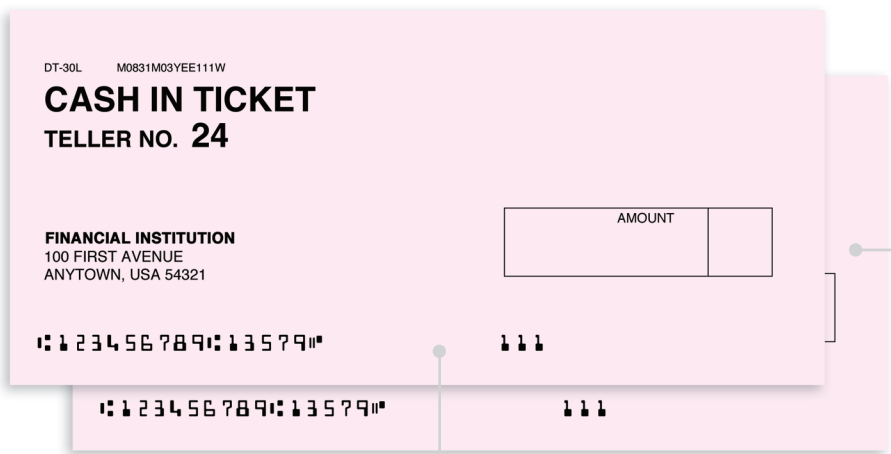 DT-30L M0831M03YEE111W
CASH IN TICKET
TELLER NO. 24
AMOUNT
FINANCIAL INSTITUTION
100 FIRST AVENUE
ANYTOWN, USA 54321
⑆123456789⑆13579⑈ 111
⑆123456789⑆13579⑈ 111